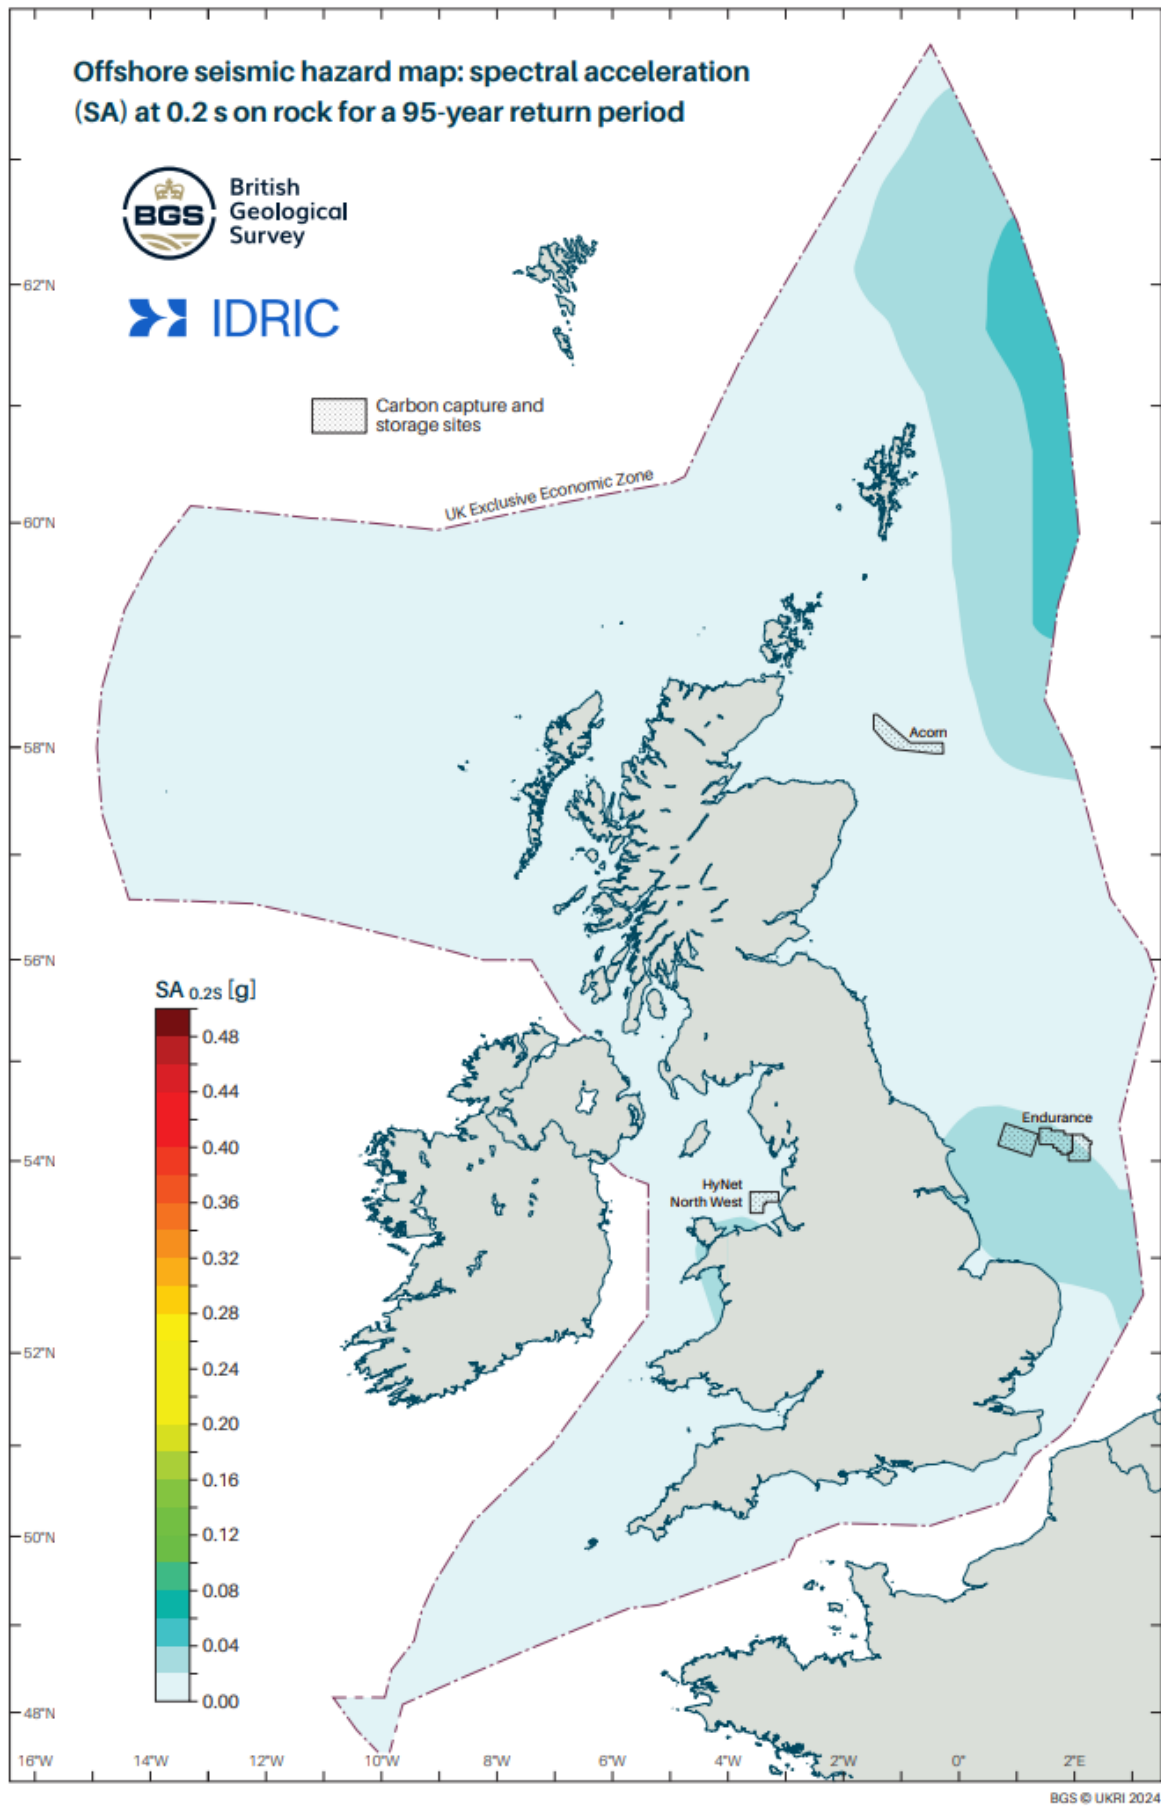 Offshore seismic hazard map: spectral acceleration
(SA) at 0.2 s on rock for a 95-year return period
BGS
British
Geological
Survey
IDRIC
Carbon capture and
storage sites
UK Exclusive Economic Zone
62°N
60°N
58°N
56°N
54°N
52°N
50°N
48°N
Acorn
Endurance
HyNet
North West
SA 0.2S [g]
0.48
0.44
0.40
0.36
0.32
0.28
0.24
0.20
0.16
0.12
0.08
0.04
0.00
16°W 14°W 12°W 10°W 8°W 6°W 4°W 2°W 0° 2°E
BGS © UKRI 2024